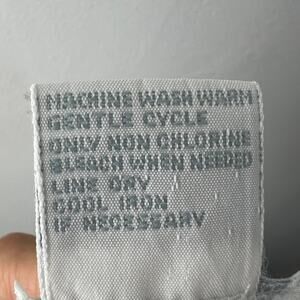 MACHINE WASH WARM
GENTLE CYCLE
ONLY NON CHLORINE
BLEACH WHEN NEEDED
LINE DRY
COOL IRON
IF NECESSARY